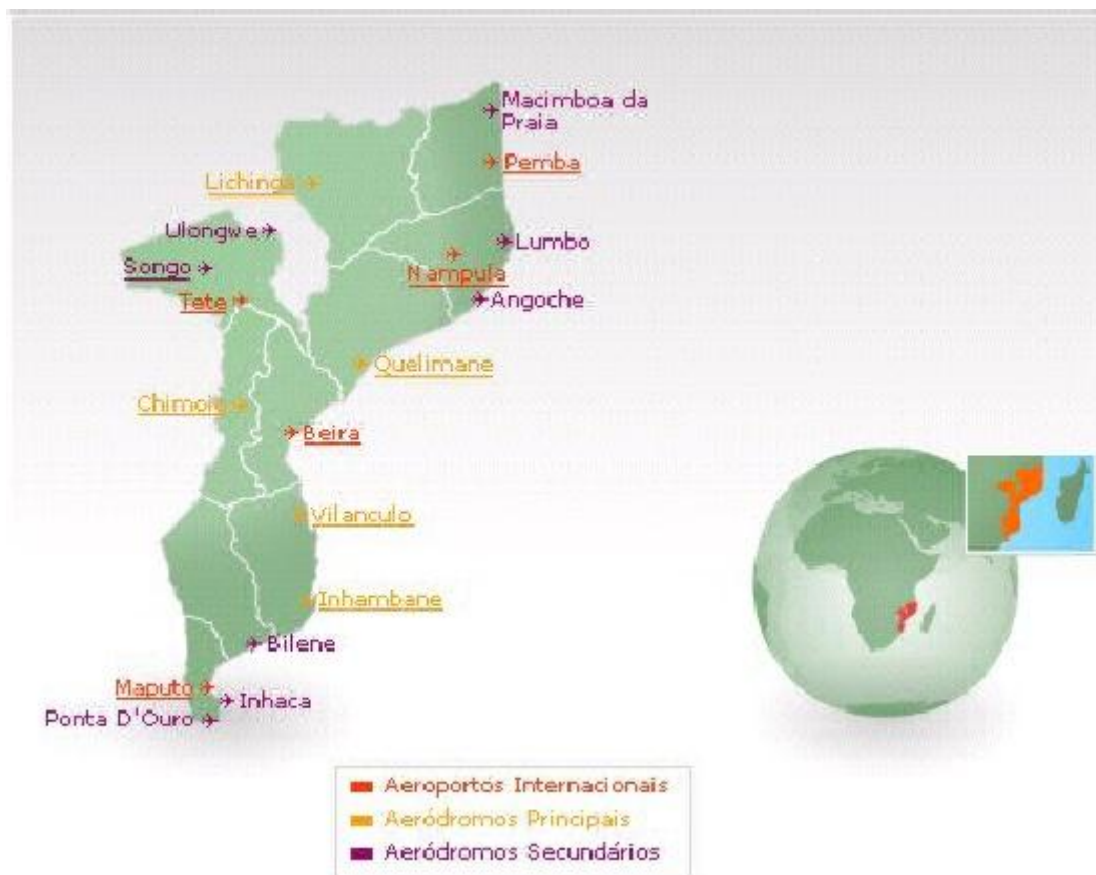 Macimboa da
Praia
Pemba
Lichinga
Ulongwe
Lumbo
Songo
Nampula
Tete
Angoche
Quelimane
Chimoio
Beira
Vilanculo
Inhambane
Bilene
Maputo
Inhaca
Ponta D'Ouro
Aeroportos Internacionais
Aeródromos Principais
Aeródromos Secundários